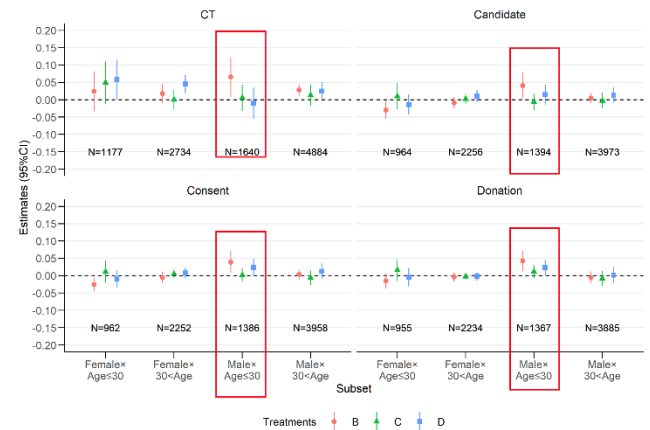 CT
Candidate
0.20
0.15
0.10
0.05
0.00
-0.05
-0.10
-0.15
-0.20
N=1177 N=2734 N=1640 N=4884
N=964 N=2256 N=1394 N=3973
Estimates (95%CI)
Consent
Donation
0.20
0.15
0.10
0.05
0.00
-0.05
-0.10
-0.15
-0.20
N=962 N=2252 N=1386 N=3958
N=955 N=2234 N=1367 N=3885
Female× Female× Male× Male×
Age≤30 30<Age Age≤30 30<Age
Female× Female× Male× Male×
Age≤30 30<Age Age≤30 30<Age
Subset
Treatments B C D